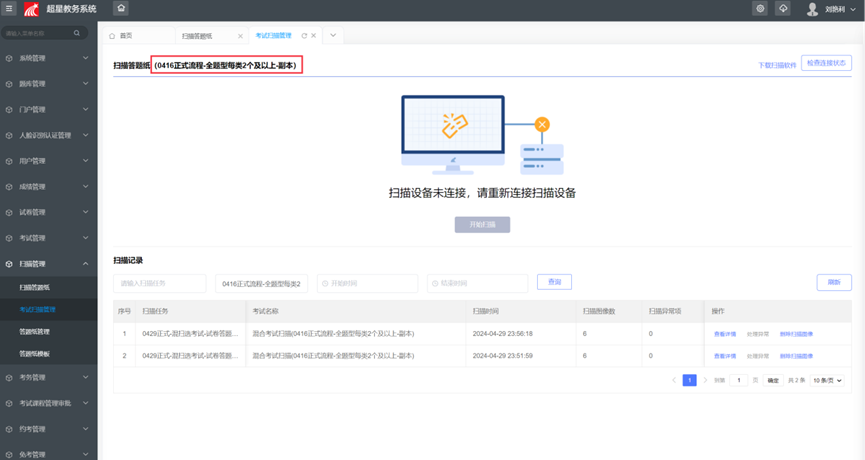 超星教务系统
刘艳利
请输入菜单名称
首页
扫描答题纸
考试扫描管理
系统管理
题库管理
门户管理
人脸识别认证管理
用户管理
成绩管理
试卷管理
考试管理
扫描管理
扫描答题纸
考试扫描管理
答题纸管理
答题纸模板
考务管理
考试课程管理审批
约考管理
免考管理
扫描答题纸 (0416正式流程-全题型每类2个及以上-副本)
下载扫描软件 检查连接状态
扫描设备未连接，请重新连接扫描设备
开始扫描
扫描记录
请输入扫描任务 0416正式流程-全题型每类2 开始时间 结束时间 查询 刷新
序号 扫描任务 考试名称 扫描时间 扫描图像数 扫描异常项 操作
1 0429正式-混扫选考试-试卷答题... 混合考试扫描(0416正式流程-全题型每类2个及以上-副本) 2024-04-29 23:56:18 6 0 查看详情 处理异常 删除扫描图像
2 0429正式-混扫选考试-试卷答题... 混合考试扫描(0416正式流程-全题型每类2个及以上-副本) 2024-04-29 23:51:59 6 0 查看详情 处理异常 删除扫描图像
1 到第 1 页 确定 共 2 条 10 条/页